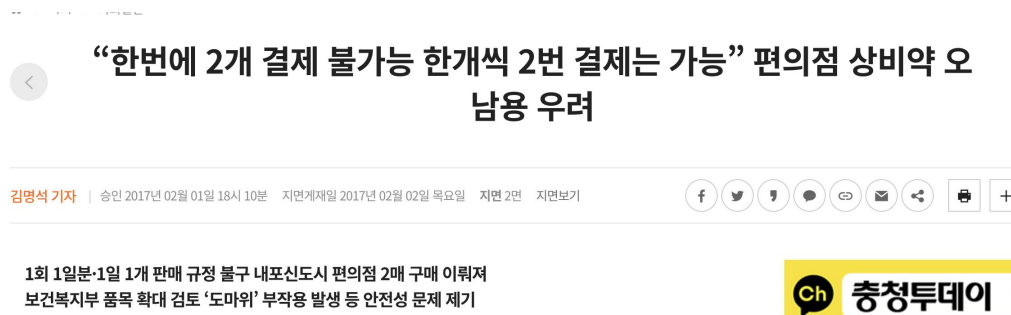 “한번에 2개 결제 불가능 한개씩 2번 결제는 가능” 편의점 상비약 오
남용 우려
김명석 기자 | 승인 2017년 02월 01일 18시 10분 지면게재일 2017년 02월 02일 목요일 지면 2면 지면보기
1회 1일분·1일 1개 판매 규정 불구 내포신도시 편의점 2매 구매 이뤄져
보건복지부 품목 확대 검토 ‘도마위’ 부작용 발생 등 안전성 문제 제기
Ch 충청투데이